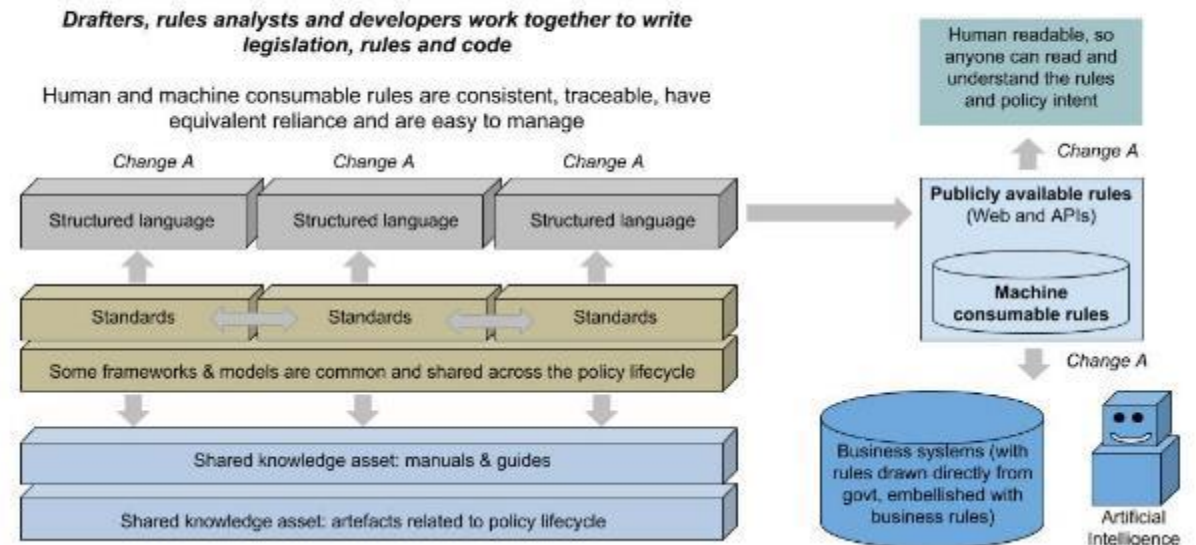 Drafters, rules analysts and developers work together to write
legislation, rules and code
Human and machine consumable rules are consistent, traceable, have
equivalent reliance and are easy to manage
Change A
Change A
Change A
Structured language
Structured language
Structured language
Standards
Standards
Standards
Some frameworks & models are common and shared across the policy lifecycle
Shared knowledge asset: manuals & guides
Shared knowledge asset: artefacts related to policy lifecycle
Human readable, so
anyone can read and
understand the rules
and policy intent
Change A
Publicly available rules
(Web and APIs)
Machine
consumable rules
Change A
Business systems (with
rules drawn directly from
govt, embellished with
business rules)
Artificial
Intelligence